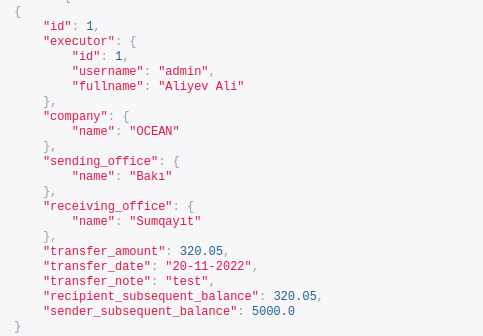 {
"id": 1,
"executor": {
"id": 1,
"username": "admin",
"fullname": "Aliyev Ali"
},
"company": {
"name": "OCEAN"
},
"sending_office": {
"name": "Bakı"
},
"receiving_office": {
"name": "Sumqayıt"
},
"transfer_amount": 320.05,
"transfer_date": "20-11-2022",
"transfer_note": "test",
"recipient_subsequent_balance": 320.05,
"sender_subsequent_balance": 5000.0
}